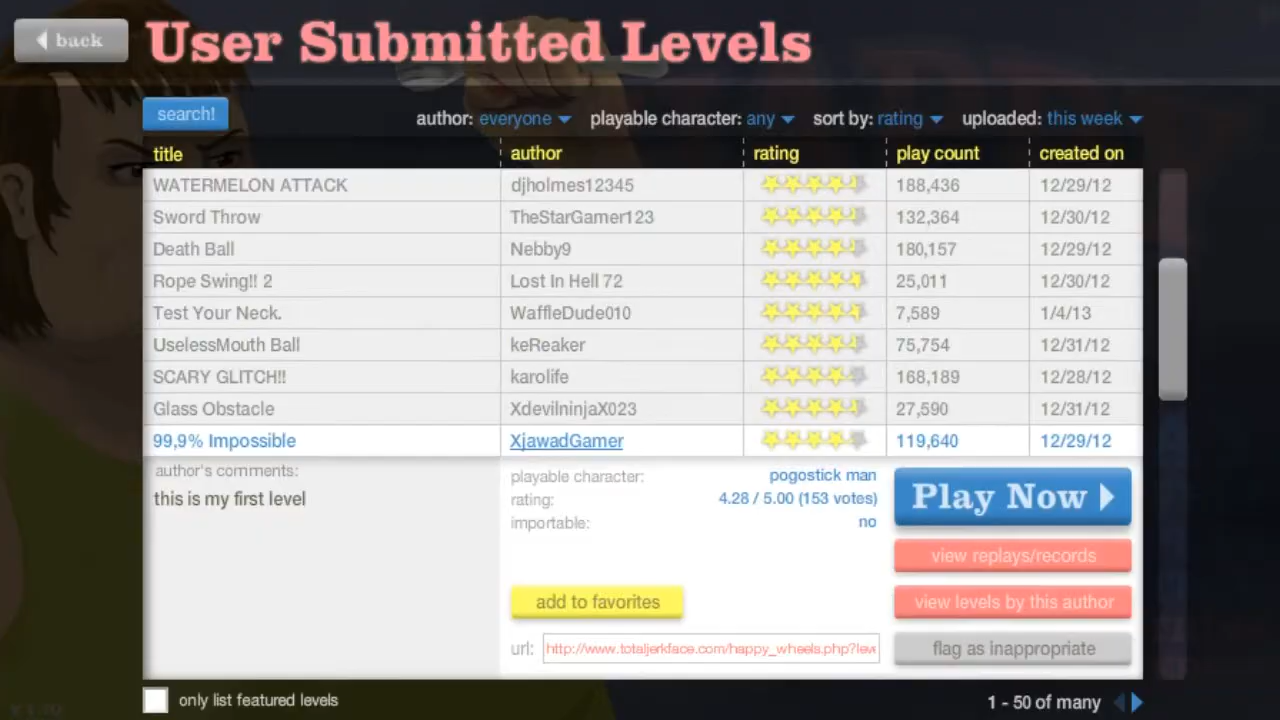 back
User Submitted Levels
search!
author: everyone playable character: any sort by: rating uploaded: this week
title author rating play count created on
WATERMELON ATTACK djholmes12345 188,436 12/29/12
Sword Throw TheStarGamer123 132,364 12/30/12
Death Ball Nebby9 180,157 12/29/12
Rope Swing!! 2 Lost In Hell 72 25,011 12/30/12
Test Your Neck. WaffleDude010 7,589 1/4/13
UselessMouth Ball keReaker 75,754 12/31/12
SCARY GLITCH!! karolife 168,189 12/28/12
Glass Obstacle XdevilninjaX023 27,590 12/31/12
99,9% Impossible XjawadGamer 119,640 12/29/12
author's comments:
this is my first level
playable character: pogostick man
rating: 4.28 / 5.00 (153 votes)
importable: no
Play Now
view replays/records
add to favorites
view levels by this author
url: http://www.totaljerkface.com/happy_wheels.php?lev
flag as inappropriate
only list featured levels
1 - 50 of many